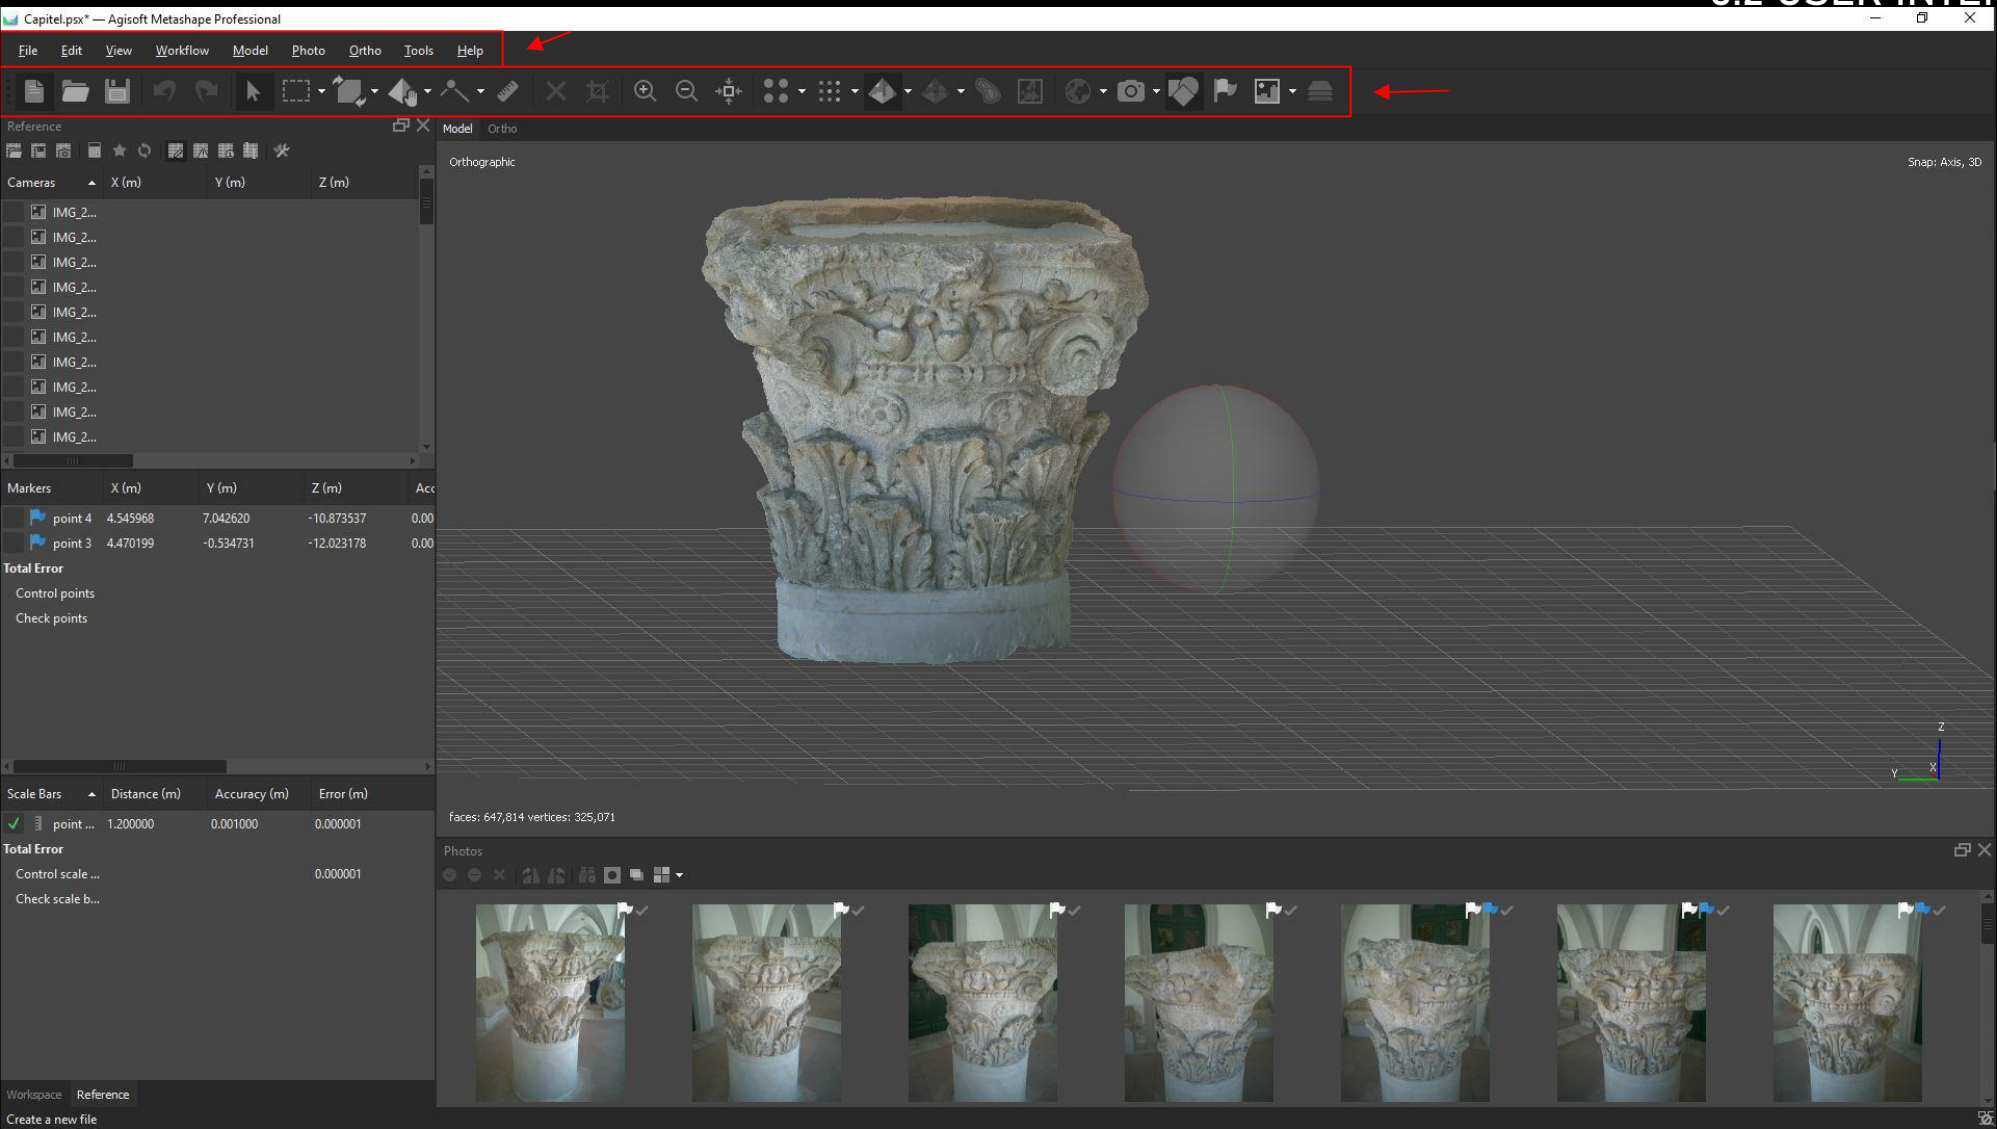 Capitel.psx* — Agisoft Metashape Professional
File Edit View Workflow Model Photo Ortho Tools Help
Reference
Model Ortho
Orthographic
Snap: Axis, 3D
Cameras X (m) Y (m) Z (m)
IMG_2...
IMG_2...
IMG_2...
IMG_2...
IMG_2...
IMG_2...
IMG_2...
IMG_2...
IMG_2...
IMG_2...
Markers X (m) Y (m) Z (m) Acc
point 4 4.545968 7.042620 -10.873537 0.00
point 3 4.470199 -0.534731 -12.023178 0.00
Total Error
Control points
Check points
Z
Y X
Scale Bars Distance (m) Accuracy (m) Error (m)
point ... 1.200000 0.001000 0.000001
Total Error
Control scale ... 0.000001
Check scale b...
faces: 647,814 vertices: 325,071
Photos
Workspace Reference
Create a new file